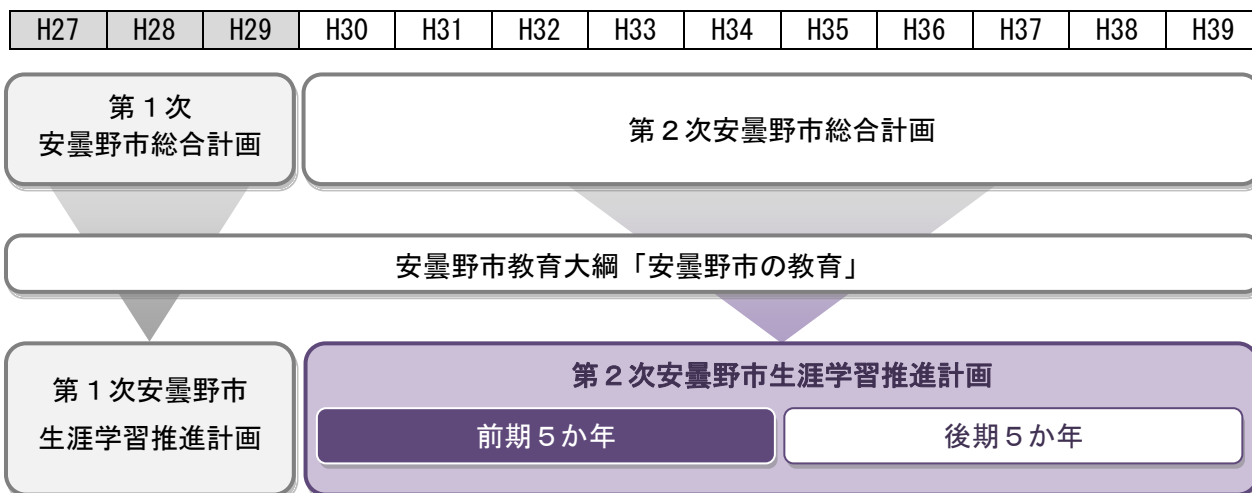 H27 H28 H29 H30 H31 H32 H33 H34 H35 H36 H37 H38 H39
第１次
安曇野市総合計画
第２次安曇野市総合計画
安曇野市教育大綱「安曇野市の教育」
第１次安曇野市
生涯学習推進計画
第２次安曇野市生涯学習推進計画
前期５か年
後期５か年